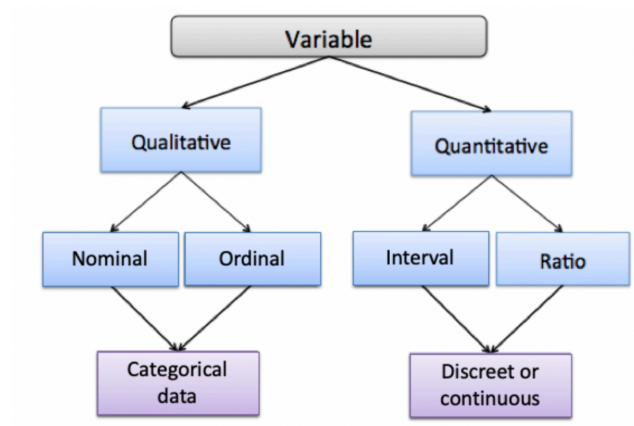 Variable
Qualitative
Quantitative
Nominal
Ordinal
Interval
Ratio
Categorical
data
Discreet or
continuous